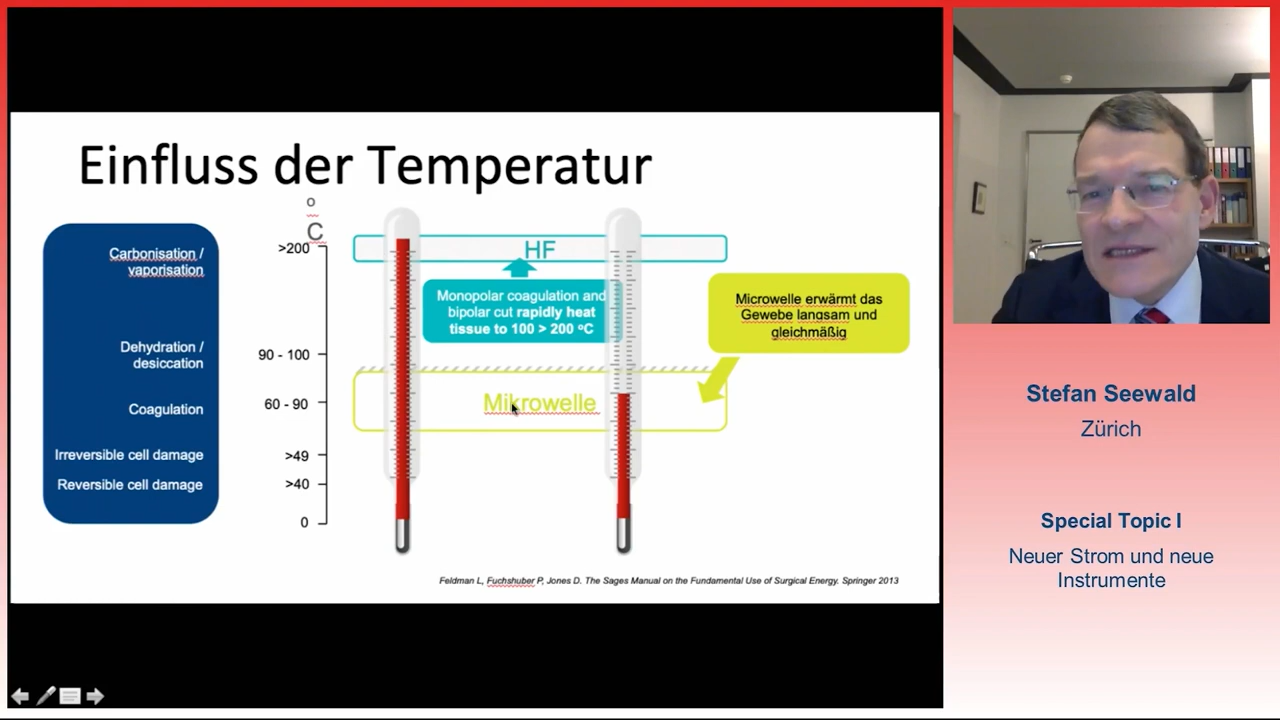 Einfluss der Temperatur
Carbonisation /
vaporisation
Dehydration /
desiccation
Coagulation
Irreversible cell damage
Reversible cell damage
o
C
>200
90 - 100
60 - 90
>49
>40
0
HF
Monopolar coagulation and
bipolar cut rapidly heat
tissue to 100 > 200 ºC
Mikrowelle
Microwelle erwärmt das
Gewebe langsam und
gleichmäßig
Feldman L, Fuchshuber P, Jones D. The Sages Manual on the Fundamental Use of Surgical Energy. Springer 2013
Stefan Seewald
Zürich
Special Topic I
Neuer Strom und neue
Instrumente